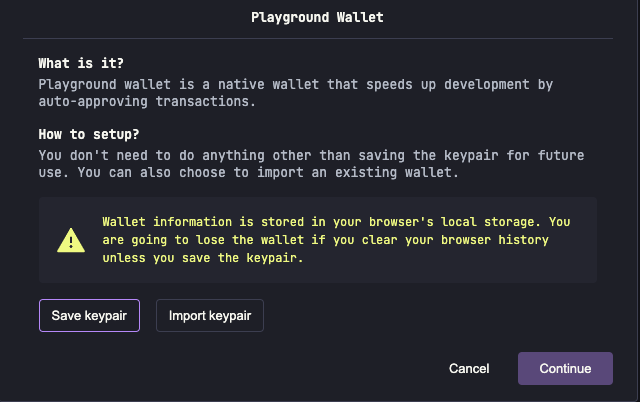 Playground Wallet
What is it?
Playground wallet is a native wallet that speeds up development by
auto-approving transactions.
How to setup?
You don't need to do anything other than saving the keypair for future
use. You can also choose to import an existing wallet.
Wallet information is stored in your browser's local storage. You
are going to lose the wallet if you clear your browser history
unless you save the keypair.
Save keypair
Import keypair
Cancel
Continue